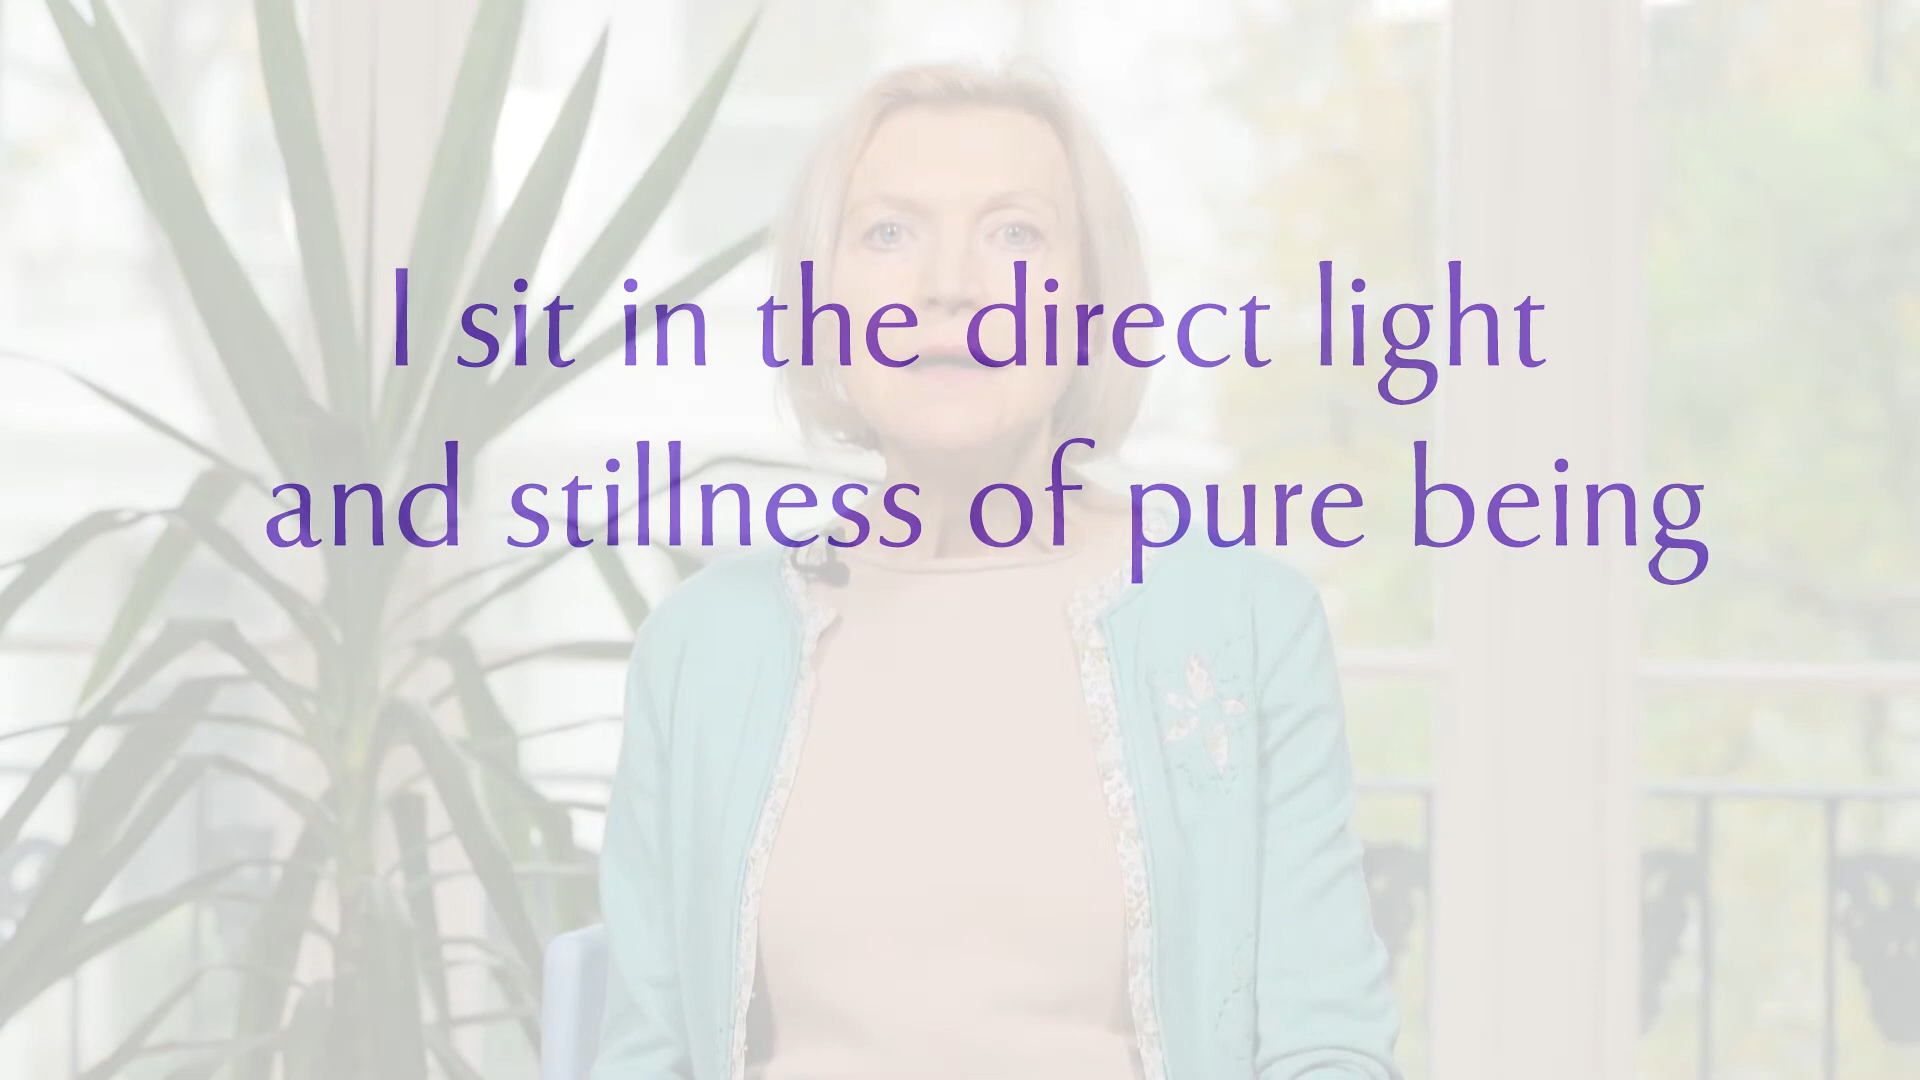 I sit in the direct light
and stillness of pure being